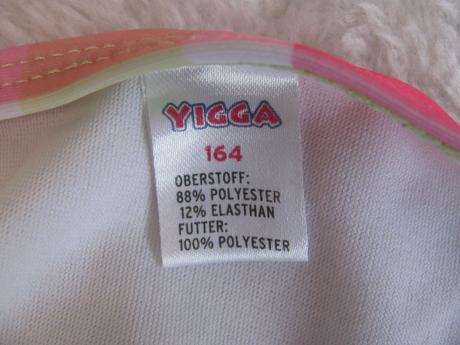 YIGGA
164
OBERSTOFF:
88% POLYESTER
12% ELASTHAN
FUTTER:
100% POLYESTER